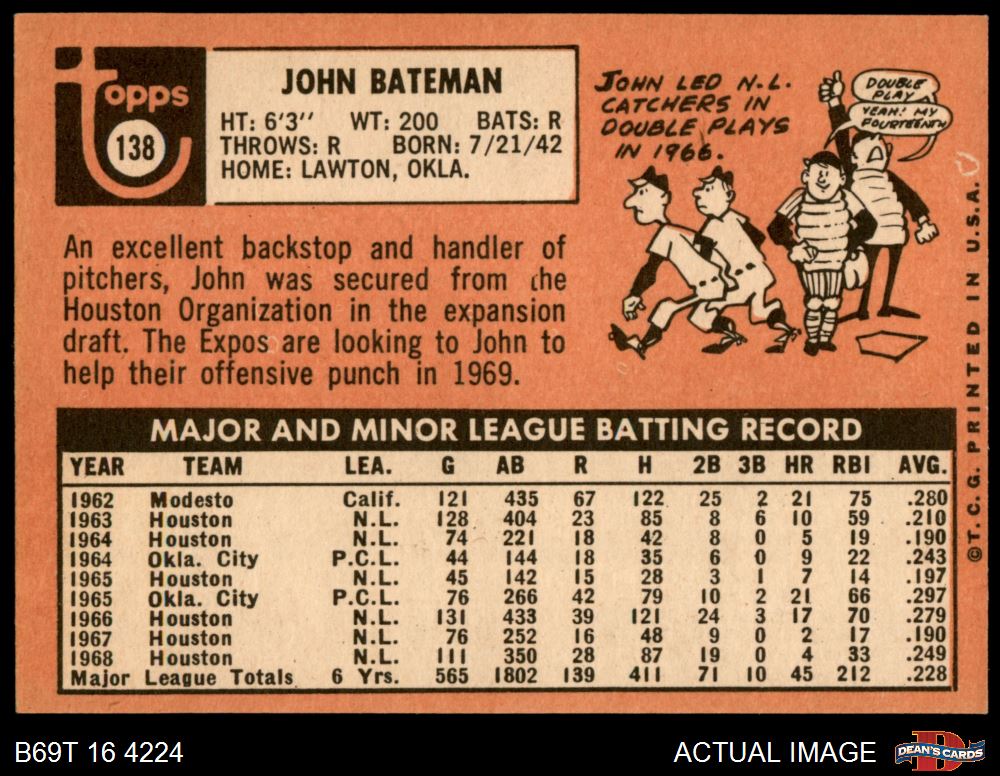 Topps
138
JOHN BATEMAN
HT: 6'3" WT: 200 BATS: R
THROWS: R BORN: 7/21/42
HOME: LAWTON, OKLA.
JOHN LED N.L.
CATCHERS IN
DOUBLE PLAYS
IN 1966.
DOUBLE
PLAY
YEAH! MY
FOURTEENTH
An excellent backstop and handler of
pitchers, John was secured from the
Houston Organization in the expansion
draft. The Expos are looking to John to
help their offensive punch in 1969.
MAJOR AND MINOR LEAGUE BATTING RECORD
YEAR TEAM LEA. G AB R H 2B 3B HR RBI AVG.
1962 Modesto Calif. 121 435 67 122 25 2 21 75 .280
1963 Houston N.L. 128 404 23 85 8 6 10 59 .210
1964 Houston N.L. 74 221 18 42 8 0 5 19 .190
1964 Okla. City P.C.L. 44 144 18 35 6 0 9 22 .243
1965 Houston N.L. 45 142 15 28 3 1 7 14 .197
1965 Okla. City P.C.L. 76 266 42 79 10 2 21 66 .297
1966 Houston N.L. 131 433 39 121 24 3 17 70 .279
1967 Houston N.L. 76 252 16 48 9 0 2 17 .190
1968 Houston N.L. 111 350 28 87 19 0 4 33 .249
Major League Totals 6 Yrs. 565 1802 139 411 71 10 45 212 .228
©T. C. G. PRINTED IN U.S.A.
B69T 16 4224
ACTUAL IMAGE
DEAN'S CARDS